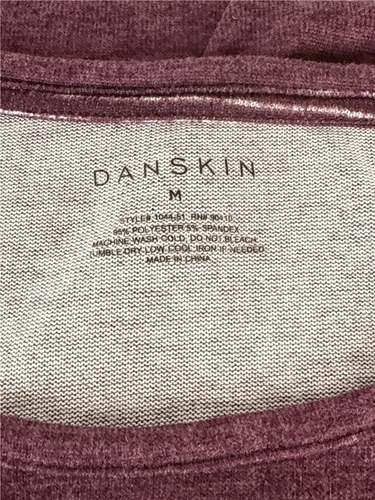 DANSKIN
M
STYLE# 1044-51 RN# 90110
95% POLYESTER 5% SPANDEX
MACHINE WASH COLD, DO NOT BLEACH
TUMBLE DRY LOW COOL IRON IF NEEDED
MADE IN CHINA